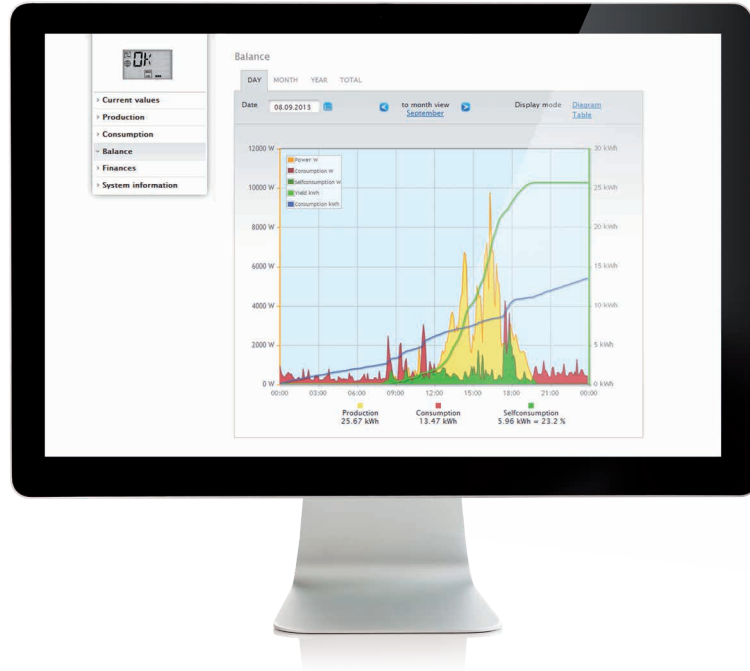 OK
Current values
Production
Consumption
Balance
Finances
System information
Balance
DAY MONTH YEAR TOTAL
Date 08.09.2013 to month view September Display mode Diagram Table
12000 W
10000 W
8000 W
6000 W
4000 W
2000 W
0 W
Power W
Consumption W
Selfconsumption W
Yield kWh
Consumption kWh
30 kWh
25 kWh
20 kWh
15 kWh
10 kWh
5 kWh
0 kWh
00:00 03:00 06:00 09:00 12:00 15:00 18:00 21:00 00:00
Production Consumption Selfconsumption
25.67 kWh 13.47 kWh 5.96 kWh = 23.2 %